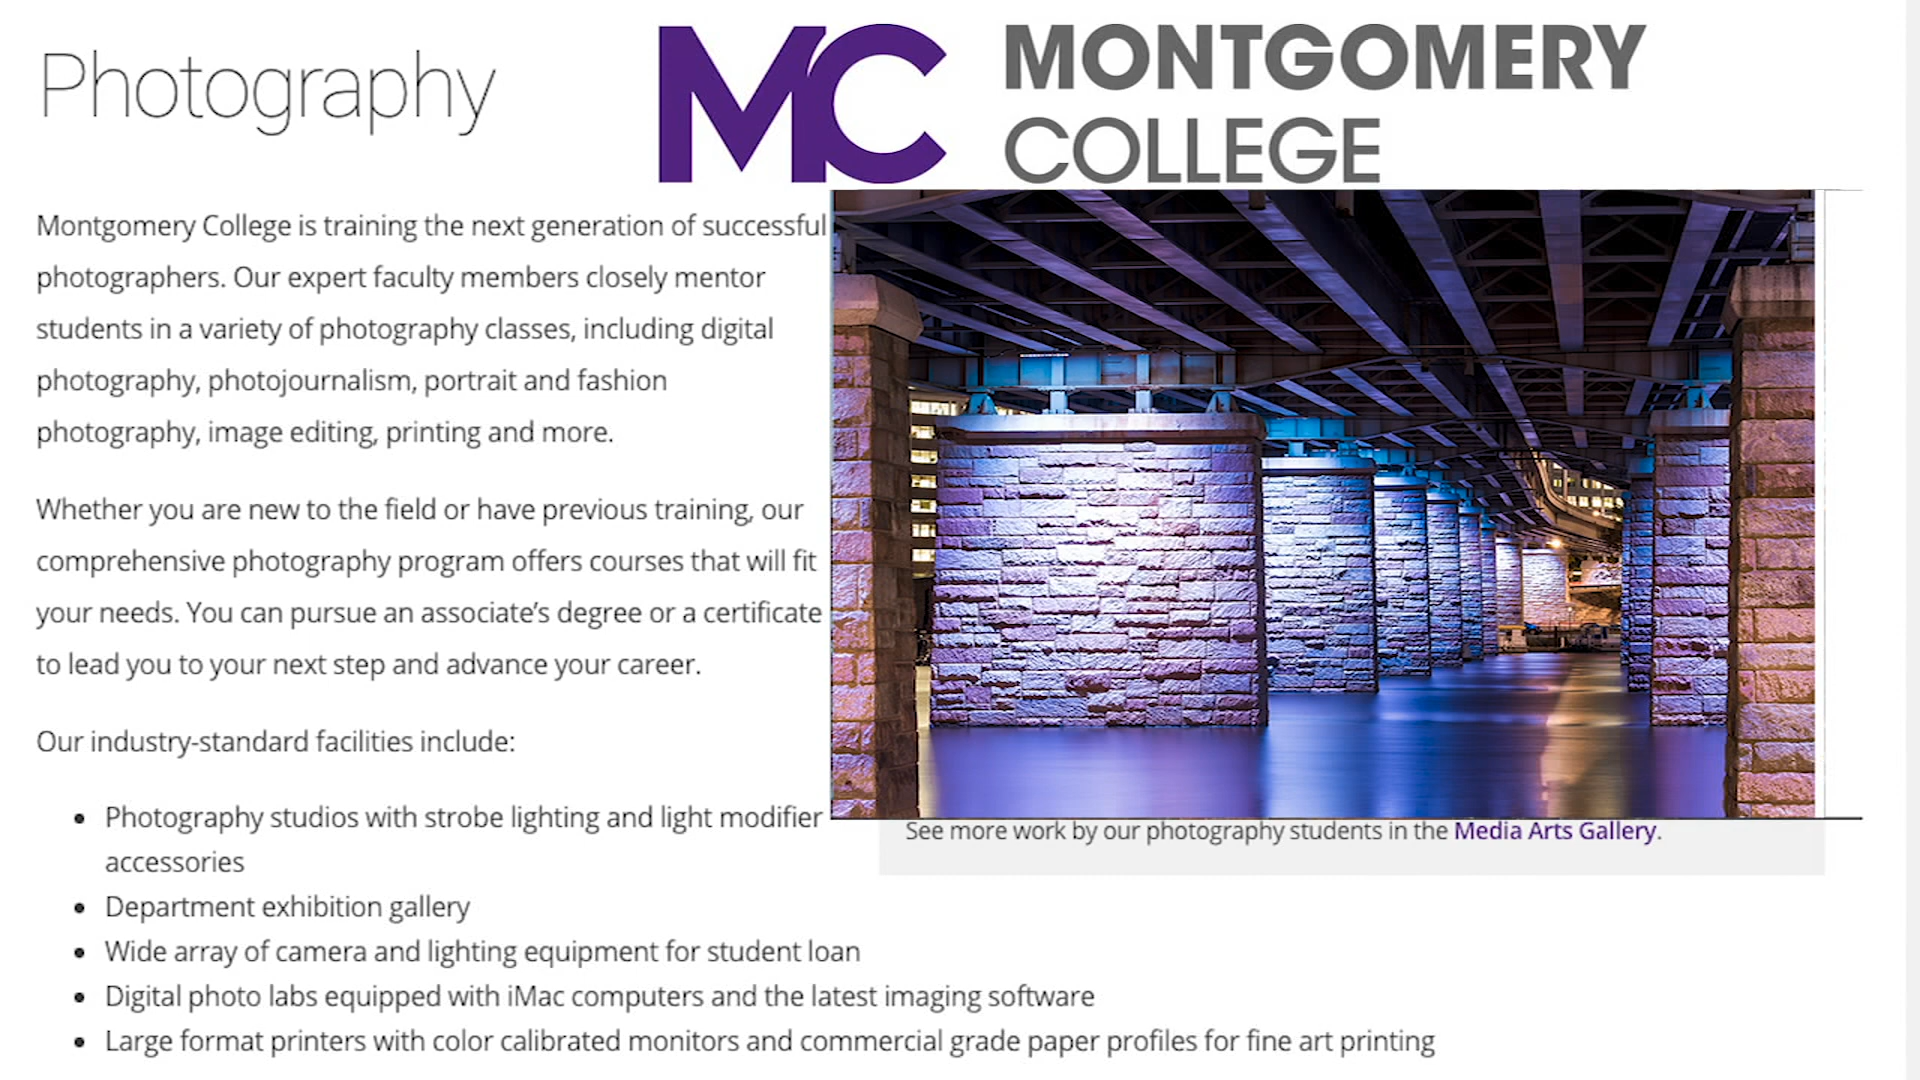 Photography
MC MONTGOMERY
COLLEGE
Montgomery College is training the next generation of successful
photographers. Our expert faculty members closely mentor
students in a variety of photography classes, including digital
photography, photojournalism, portrait and fashion
photography, image editing, printing and more.
Whether you are new to the field or have previous training, our
comprehensive photography program offers courses that will fit
your needs. You can pursue an associate’s degree or a certificate
to lead you to your next step and advance your career.
Our industry-standard facilities include:
• Photography studios with strobe lighting and light modifier
accessories
• Department exhibition gallery
• Wide array of camera and lighting equipment for student loan
• Digital photo labs equipped with iMac computers and the latest imaging software
• Large format printers with color calibrated monitors and commercial grade paper profiles for fine art printing
See more work by our photography students in the Media Arts Gallery.